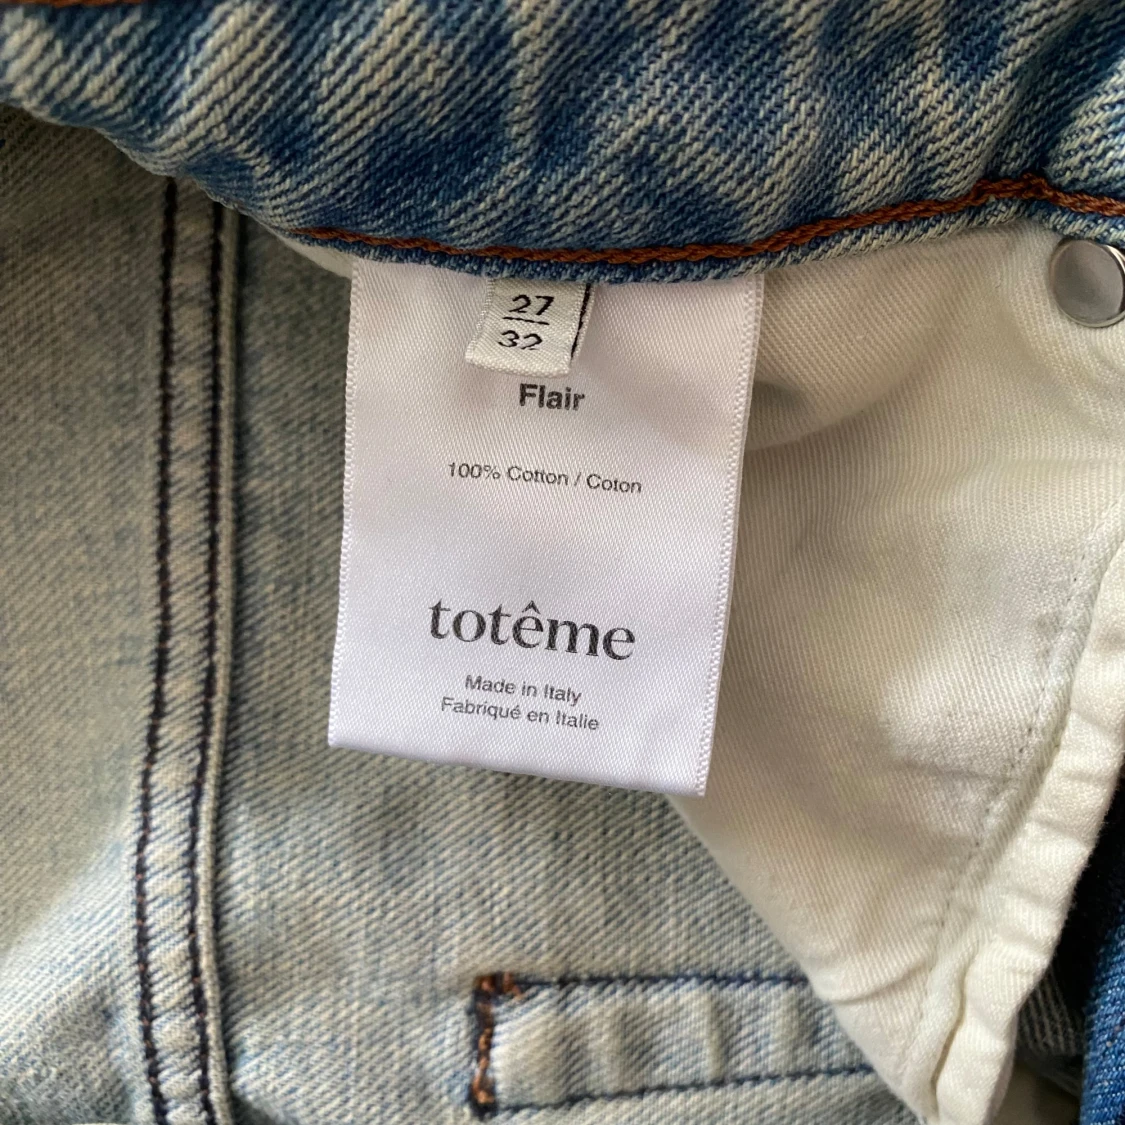 27
32
Flair
100% Cotton / Coton
totême
Made in Italy
Fabriqué en Italie